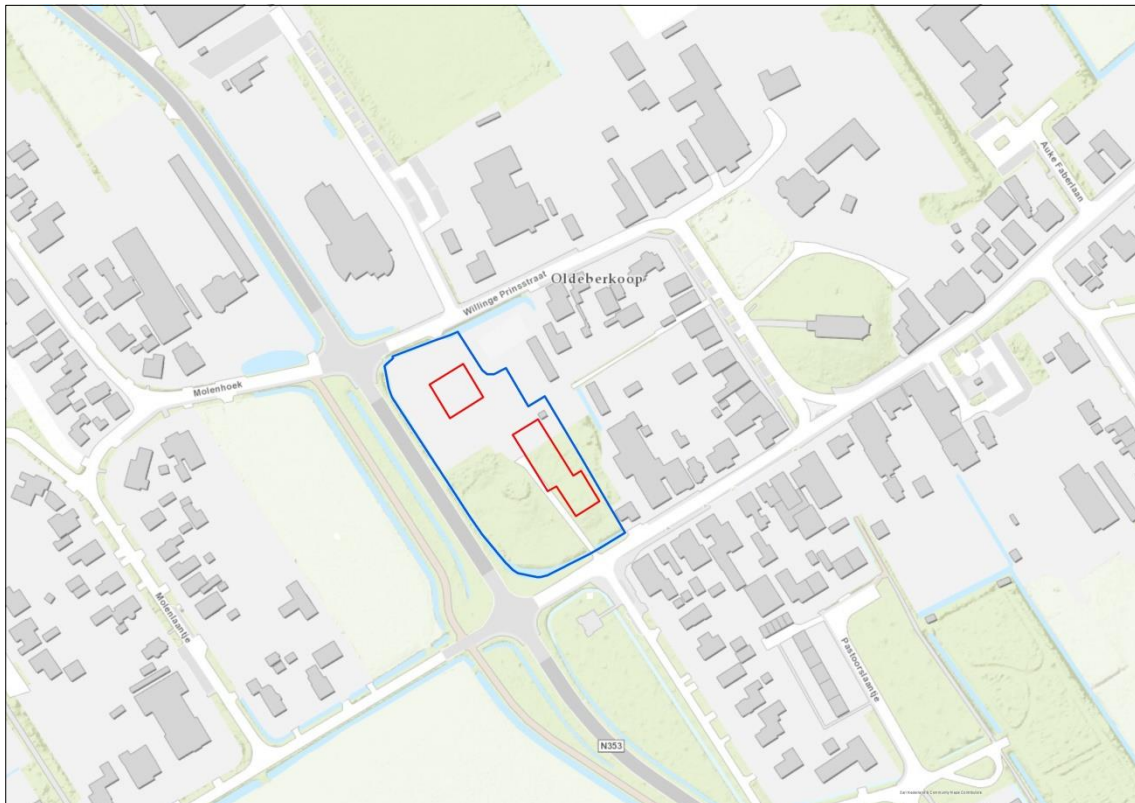 Auke Faberlaan
Willinge Prinsstraat
Oldeberkoop
Molenhoek
Molenlaantje
Pastoorslaantje
N353